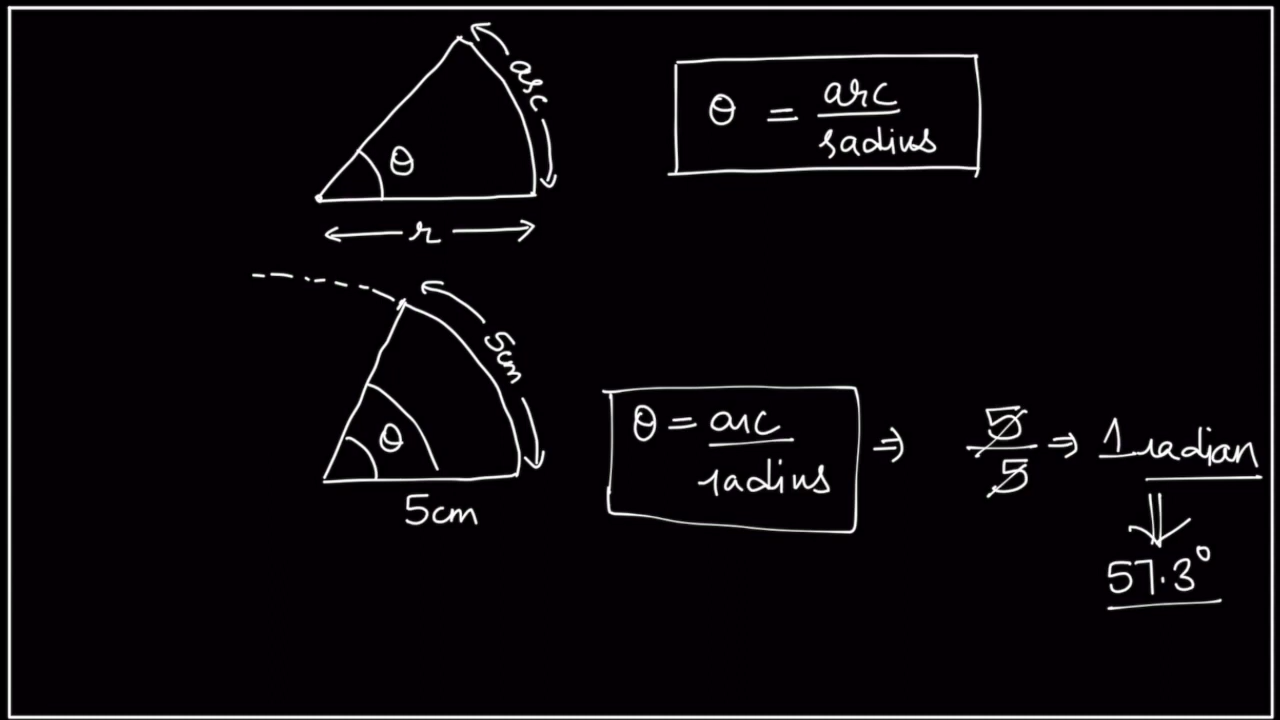 arc
θ
r
θ = arc
radius
5cm
θ
5cm
θ = arc
radius
⇒ 5
5
⇒ 1 radian
57.3°